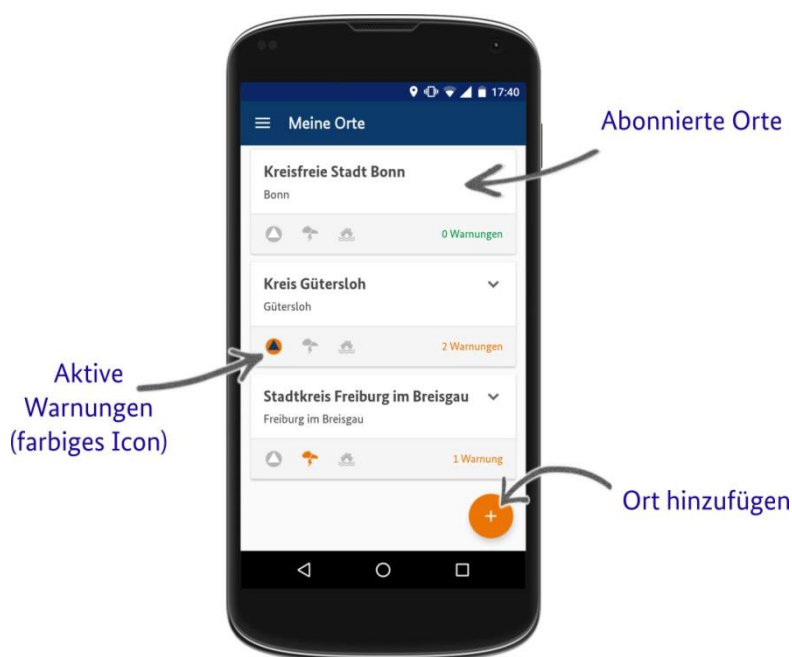 17:40
Meine Orte
Abonnierte Orte
Kreisfreie Stadt Bonn
Bonn
0 Warnungen
Kreis Gütersloh
Gütersloh
2 Warnungen
Aktive
Warnungen
(farbiges Icon)
Stadtkreis Freiburg im Breisgau
Freiburg im Breisgau
1 Warnung
Ort hinzufügen